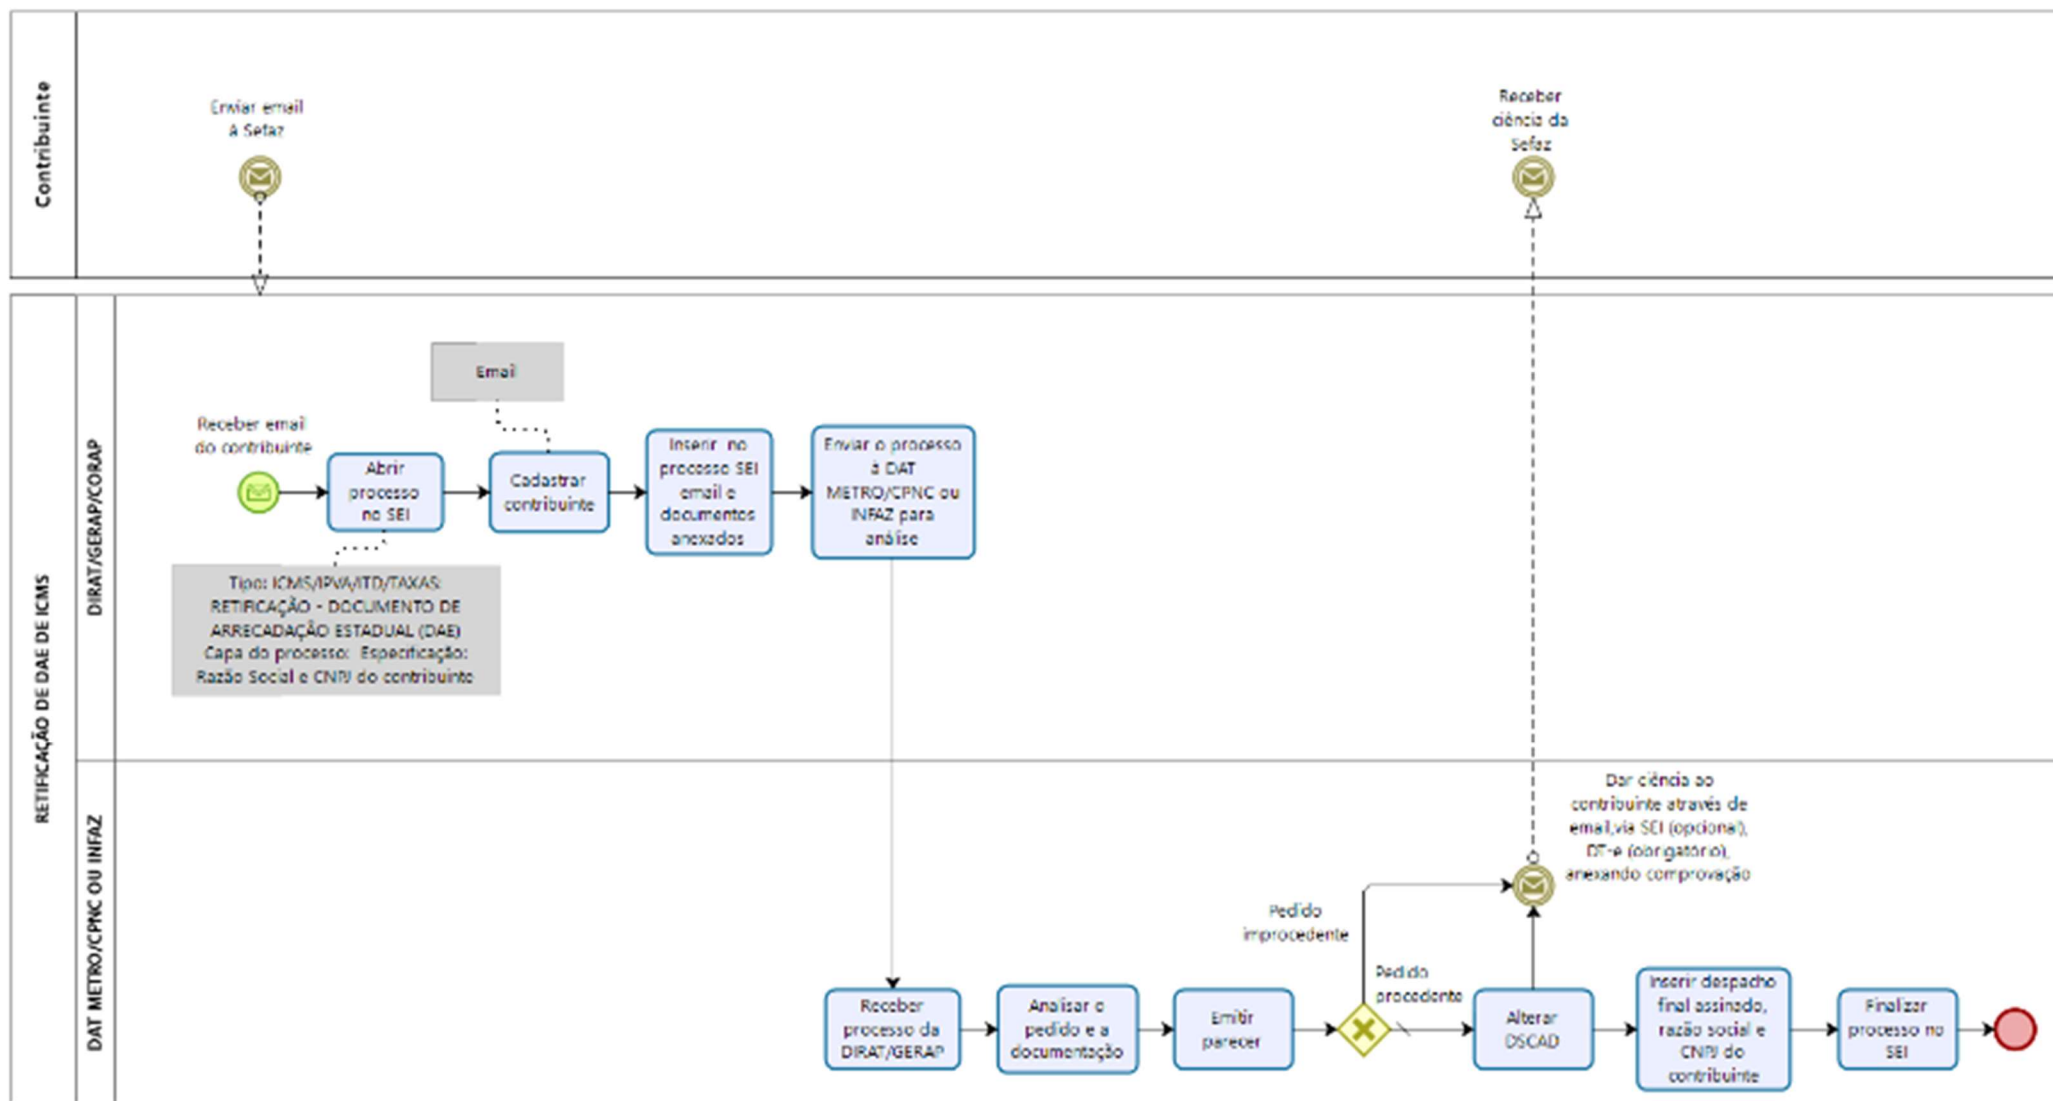 Contribuinte
Enviar email
à Sefaz
Receber
ciência da
Sefaz
RETIFICAÇÃO DE DAE DE ICMS
DIRAT/GERAP/CORAP
Email
Receber email
do contribuinte
Abrir
processo
no SEI
Cadastrar
contribuinte
Inserir no
processo SEI
email e
documentos
anexados
Enviar o processo
à DAT
METRO/CPNC ou
INFAZ para
análise
Tipo: ICMS/IPVA/ITD/TAXAS:
RETIFICAÇÃO - DOCUMENTO DE
ARRECADAÇÃO ESTADUAL (DAE)
Capa do processo: Especificação:
Razão Social e CNPJ do contribuinte
DAT METRO/CPNC OU INFAZ
Dar ciência ao
contribuinte através de
email,via SEI (opcional),
DT-e (obrigatório),
anexando comprovação
Pedido
improcedente
Pedido
procedente
Receber
processo da
DIRAT/GERAP
Analisar o
pedido e a
documentação
Emitir
parecer
Alterar
DSCAD
Inserir despacho
final assinado,
razão social e
CNPJ do
contribuinte
Finalizar
processo no
SEI